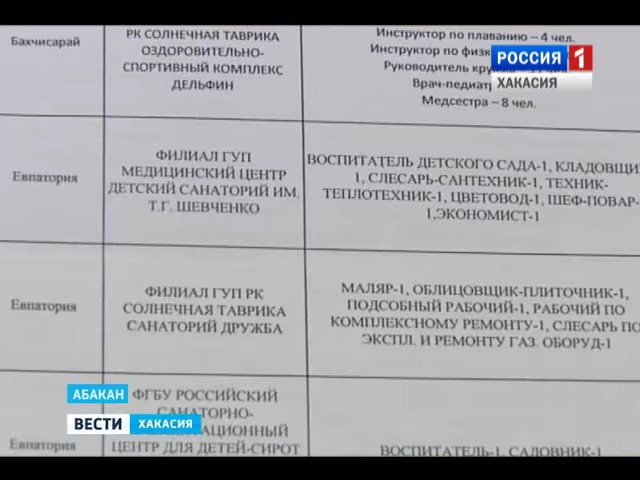 Бахчисарай
РК СОЛНЕЧНАЯ ТАВРИКА
ОЗДОРОВИТЕЛЬНО-
СПОРТИВНЫЙ КОМПЛЕКС
ДЕЛЬФИН
Инструктор по плаванию – 4 чел.
Инструктор по
Руководитель
Врач-педиатр
Медсестра – 8 чел.
РОССИЯ 1
ХАКАСИЯ
Евпатория
ФИЛИАЛ ГУП
МЕДИЦИНСКИЙ ЦЕНТР
ДЕТСКИЙ САНАТОРИЙ ИМ.
Т.Г. ШЕВЧЕНКО
ВОСПИТАТЕЛЬ ДЕТСКОГО САДА-1, КЛАДОВЩИ
1, СЛЕСАРЬ-САНТЕХНИК-1, ТЕХНИК-
ТЕПЛОТЕХНИК-1, ЦВЕТОВОД-1, ШЕФ-ПОВАР-
1,ЭКОНОМИСТ-1
Евпатория
ФИЛИАЛ ГУП РК
СОЛНЕЧНАЯ ТАВРИКА
САНАТОРИЙ ДРУЖБА
МАЛЯР-1, ОБЛИЦОВЩИК-ПЛИТОЧНИК-1,
ПОДСОБНЫЙ РАБОЧИЙ-1, РАБОЧИЙ ПО
КОМПЛЕКСНОМУ РЕМОНТУ-1, СЛЕСАРЬ ПО
ЭКСПЛ. И РЕМОНТУ ГАЗ. ОБОРУД-1
Евпатория
ФГБУ РОССИЙСКИЙ
САНАТОРНО-
ЦЕНТР ДЛЯ ДЕТЕЙ-СИРОТ
ВОСПИТАТЕЛЬ-1, САДОВНИК-1
АБАКАН
ВЕСТИ ХАКАСИЯ